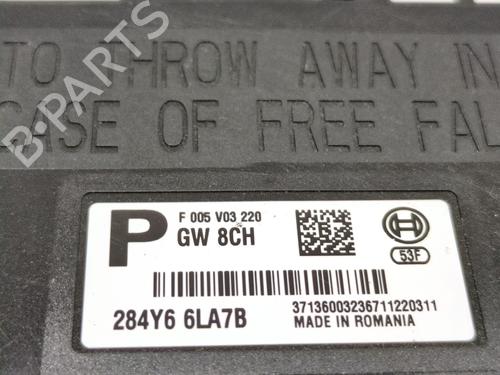 TO THROW AWAY IN
CASE OF FREE FAL
B-PARTS
P
F 005 V03 220
GW 8CH
53F
284Y6 6LA7B
37136003236711220311
MADE IN ROMANIA